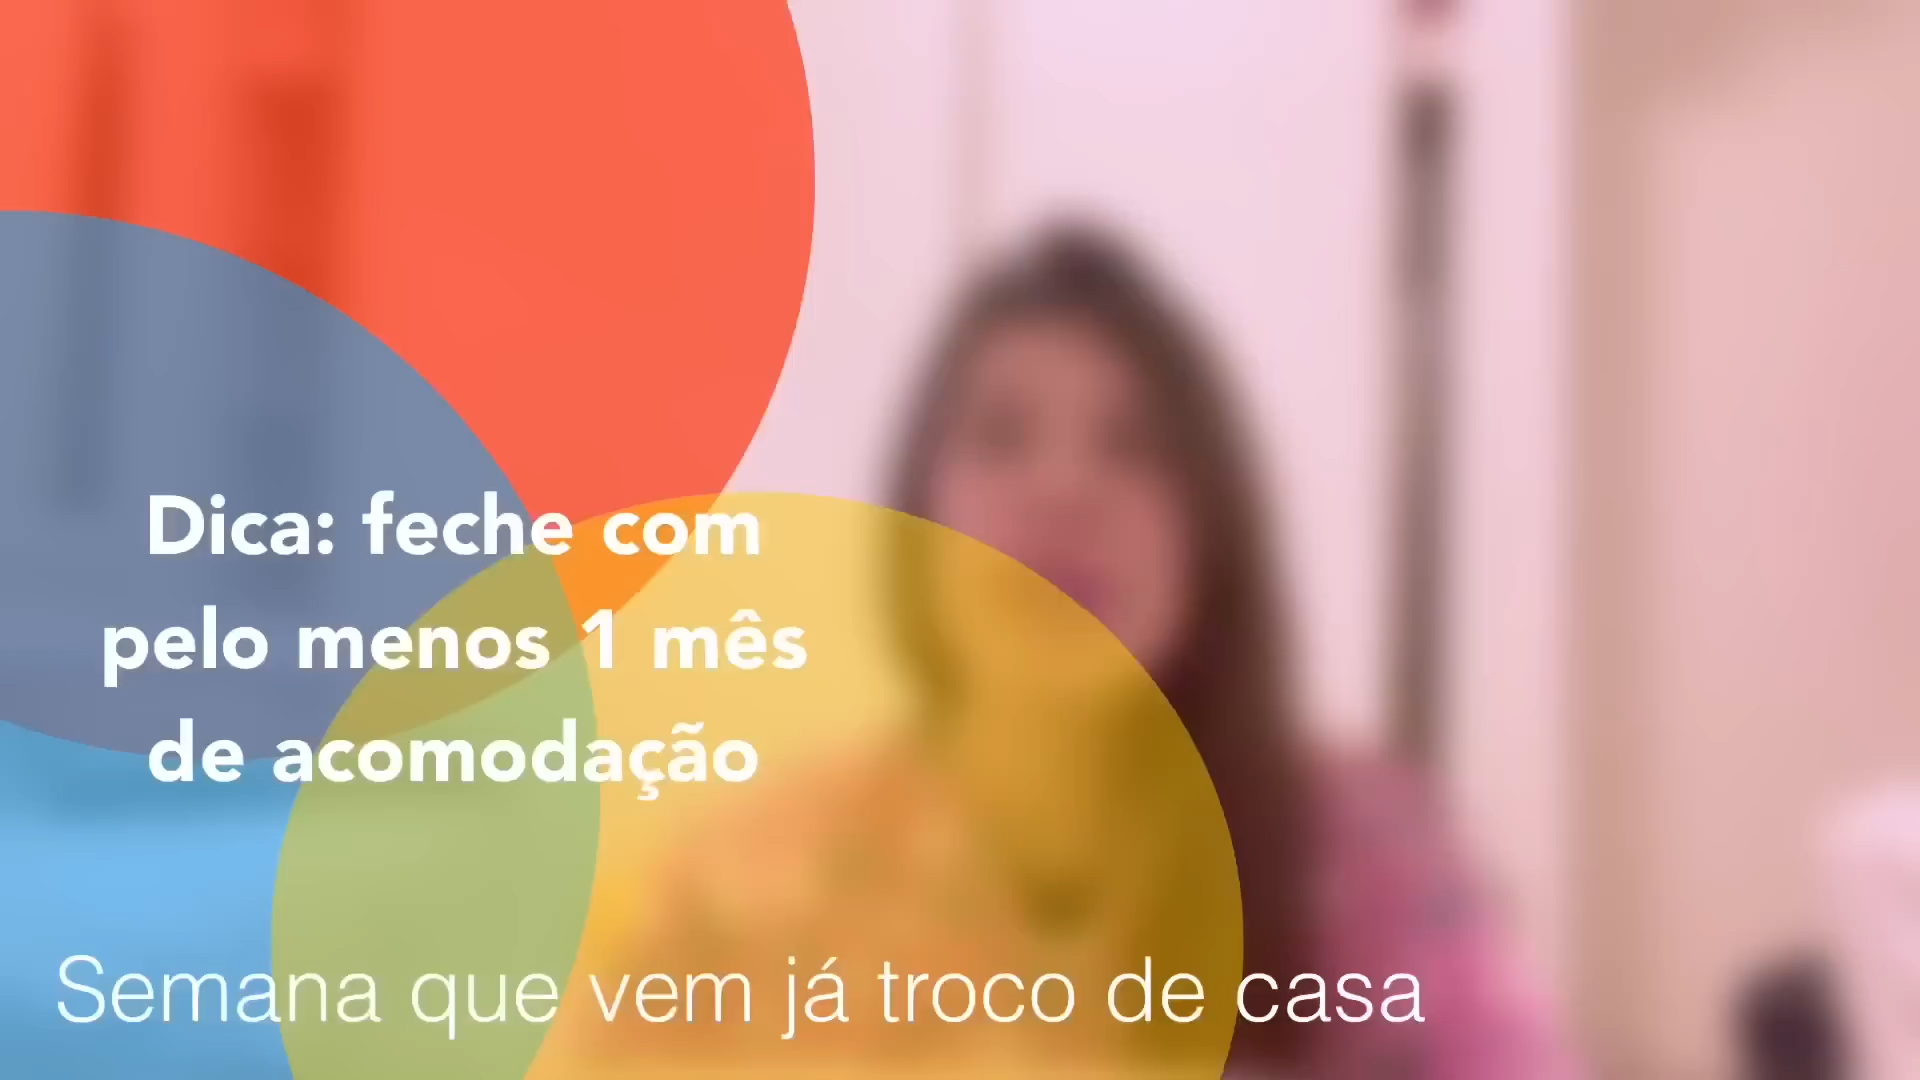 Dica: feche com
pelo menos 1 mês
de acomodação
Semana que vem já troco de casa